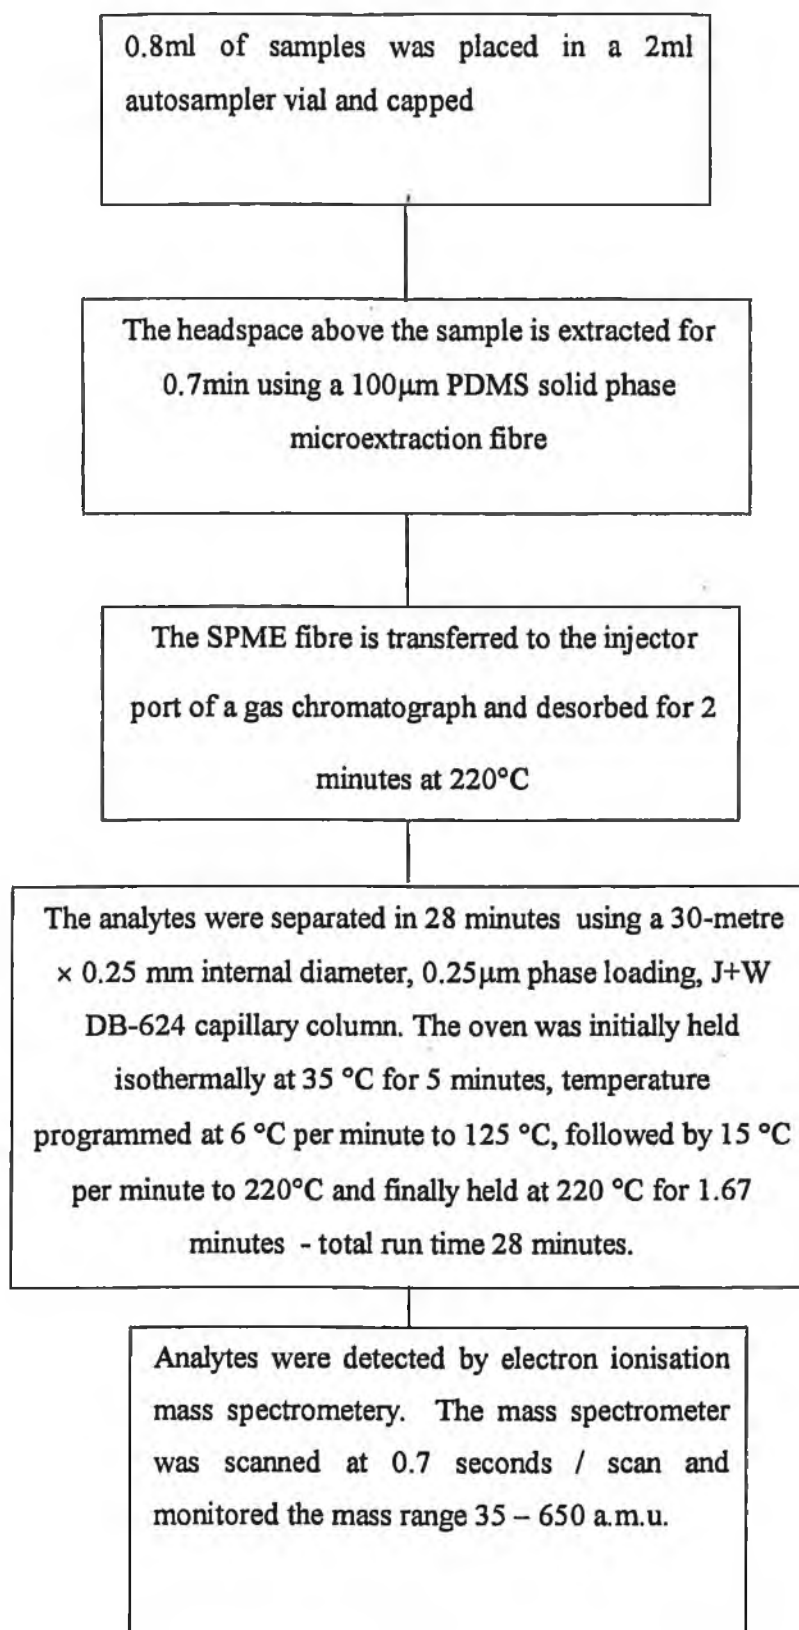 0.8ml of samples was placed in a 2ml
autosampler vial and capped
The headspace above the sample is extracted for
0.7min using a 100µm PDMS solid phase
microextraction fibre
The SPME fibre is transferred to the injector
port of a gas chromatograph and desorbed for 2
minutes at 220°C
The analytes were separated in 28 minutes using a 30-metre
× 0.25 mm internal diameter, 0.25µm phase loading, J+W
DB-624 capillary column. The oven was initially held
isothermally at 35 °C for 5 minutes, temperature
programmed at 6 °C per minute to 125 °C, followed by 15 °C
per minute to 220°C and finally held at 220 °C for 1.67
minutes - total run time 28 minutes.
Analytes were detected by electron ionisation
mass spectrometery. The mass spectrometer
was scanned at 0.7 seconds / scan and
monitored the mass range 35 – 650 a.m.u.